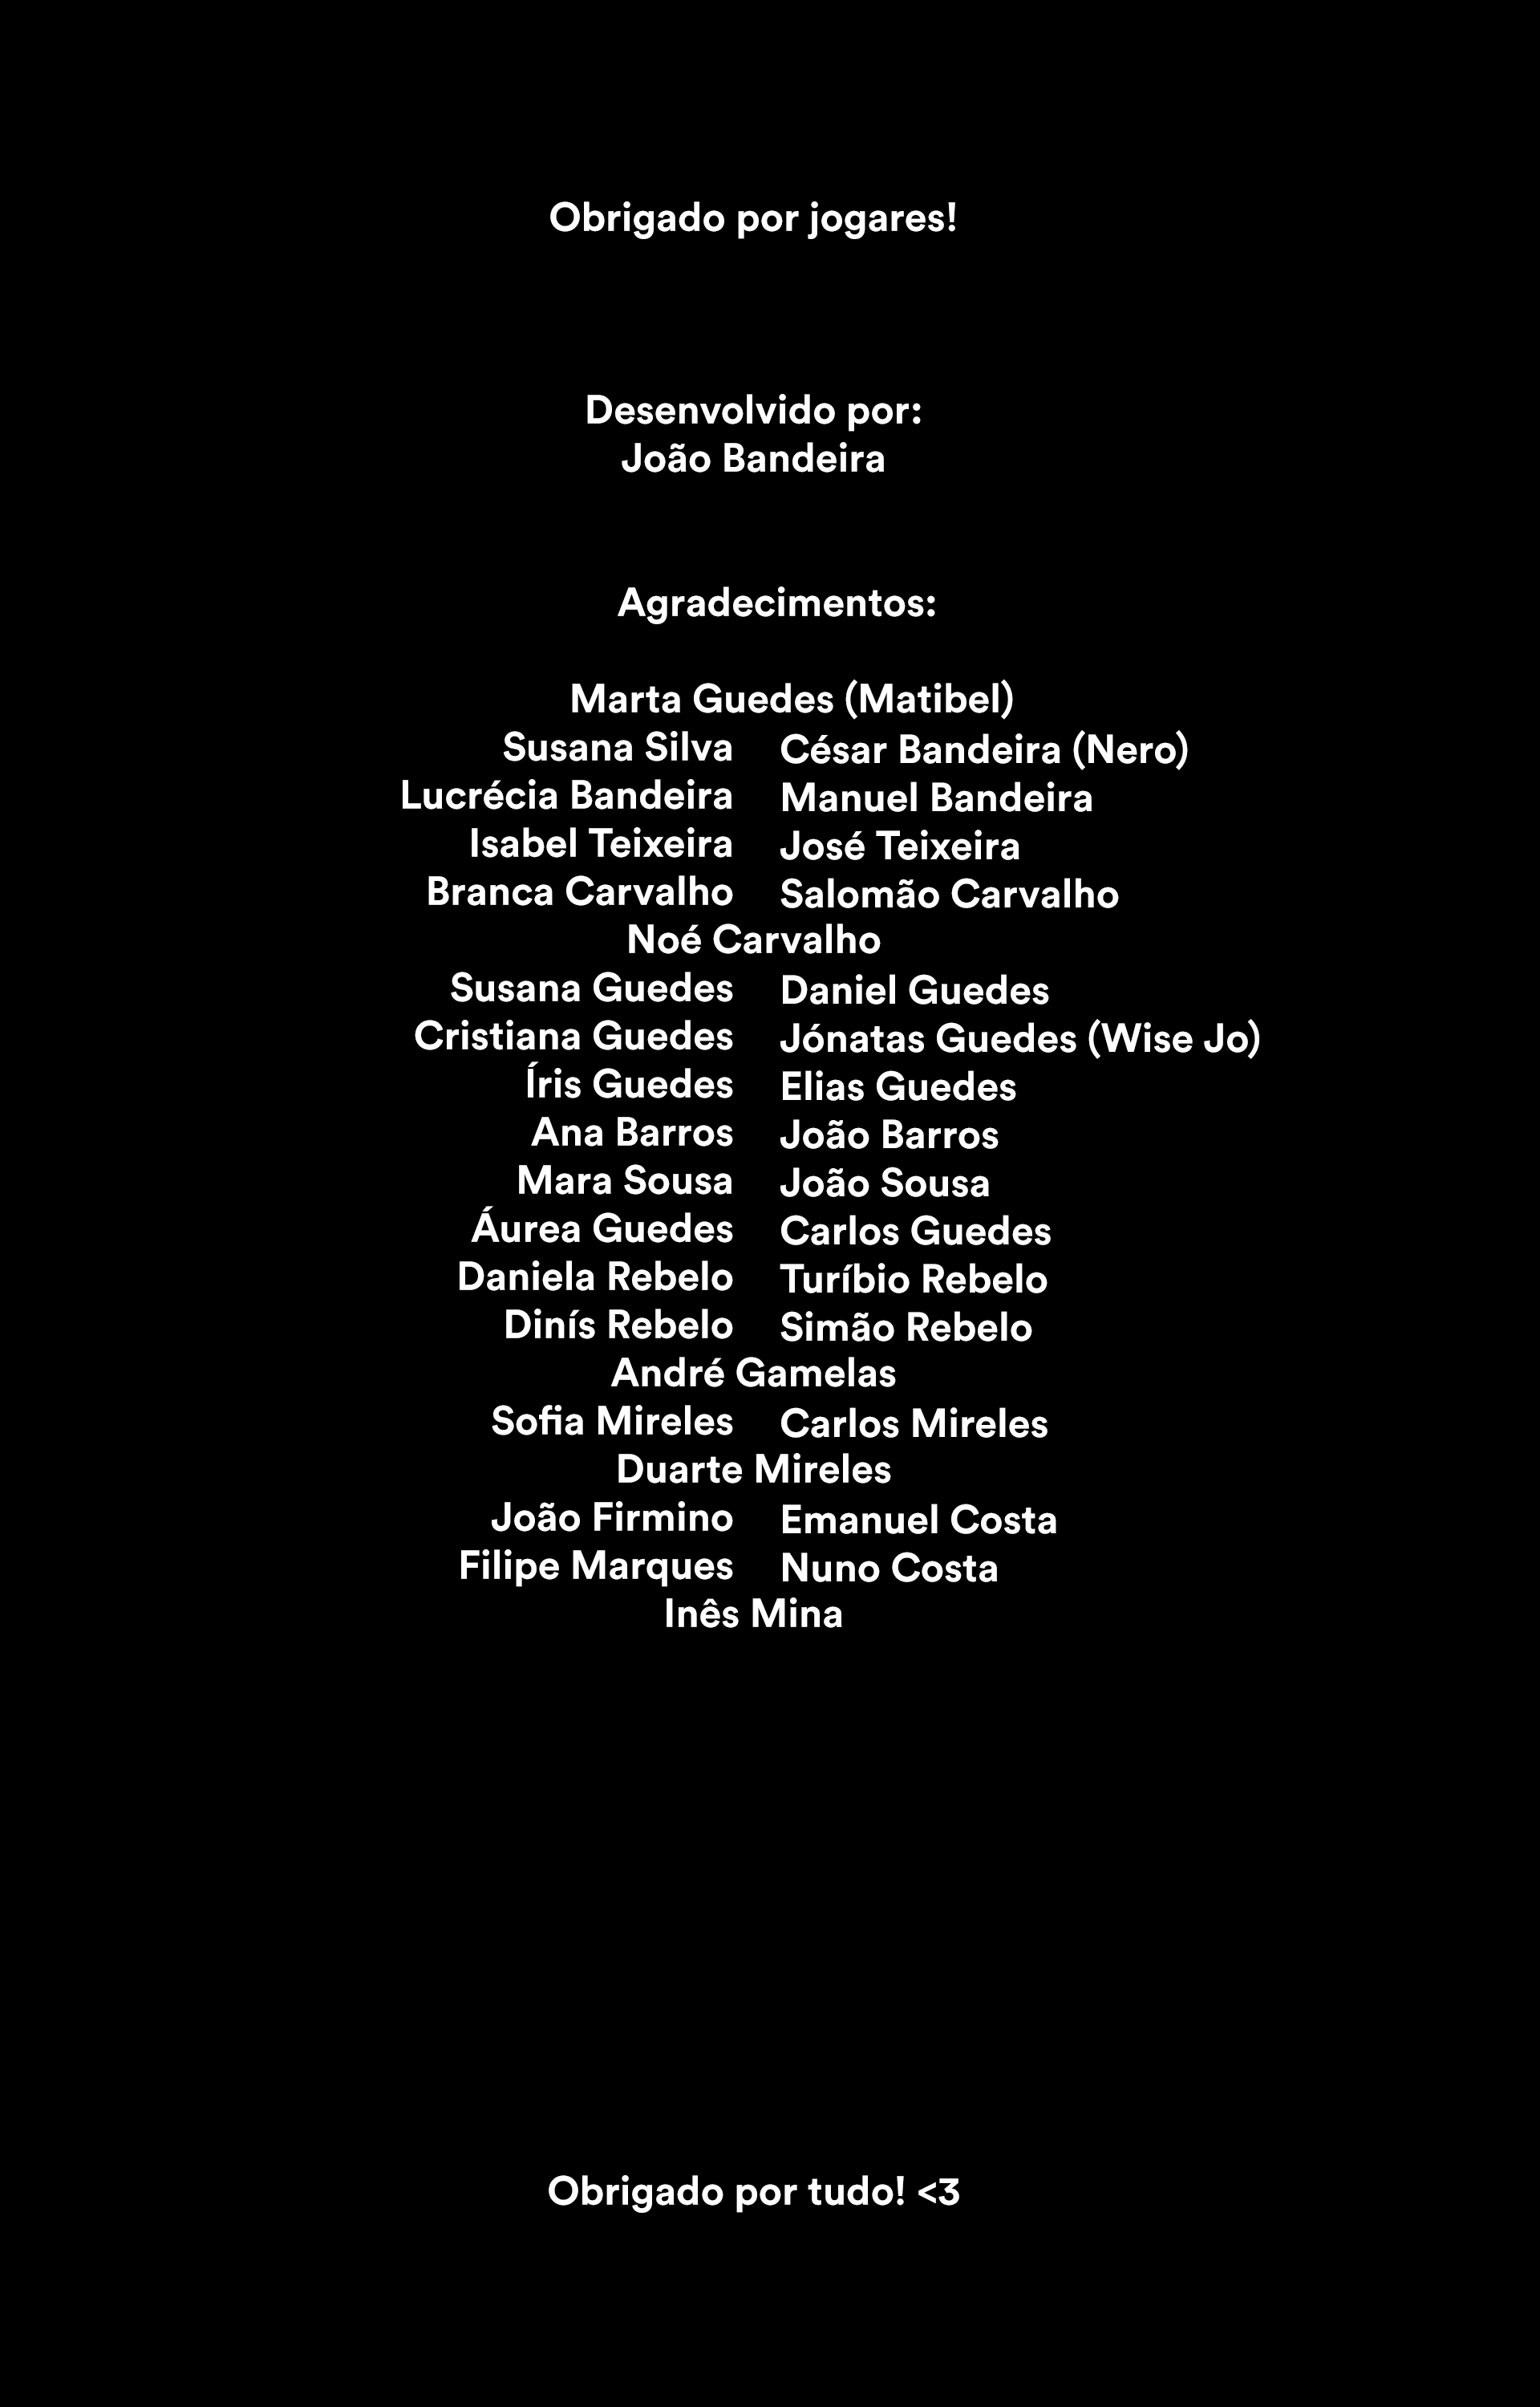 Obrigado por jogares!
Desenvolvido por:
João Bandeira
Agradecimentos:
Marta Guedes (Matibel)
Susana Silva César Bandeira (Nero)
Lucrécia Bandeira Manuel Bandeira
Isabel Teixeira José Teixeira
Branca Carvalho Salomão Carvalho
Noé Carvalho
Susana Guedes Daniel Guedes
Cristiana Guedes Jónatas Guedes (Wise Jo)
Íris Guedes Elias Guedes
Ana Barros João Barros
Mara Sousa João Sousa
Áurea Guedes Carlos Guedes
Daniela Rebelo Turíbio Rebelo
Dinís Rebelo Simão Rebelo
André Gamelas
Sofia Mireles Carlos Mireles
Duarte Mireles
João Firmino Emanuel Costa
Filipe Marques Nuno Costa
Inês Mina
Obrigado por tudo! <3